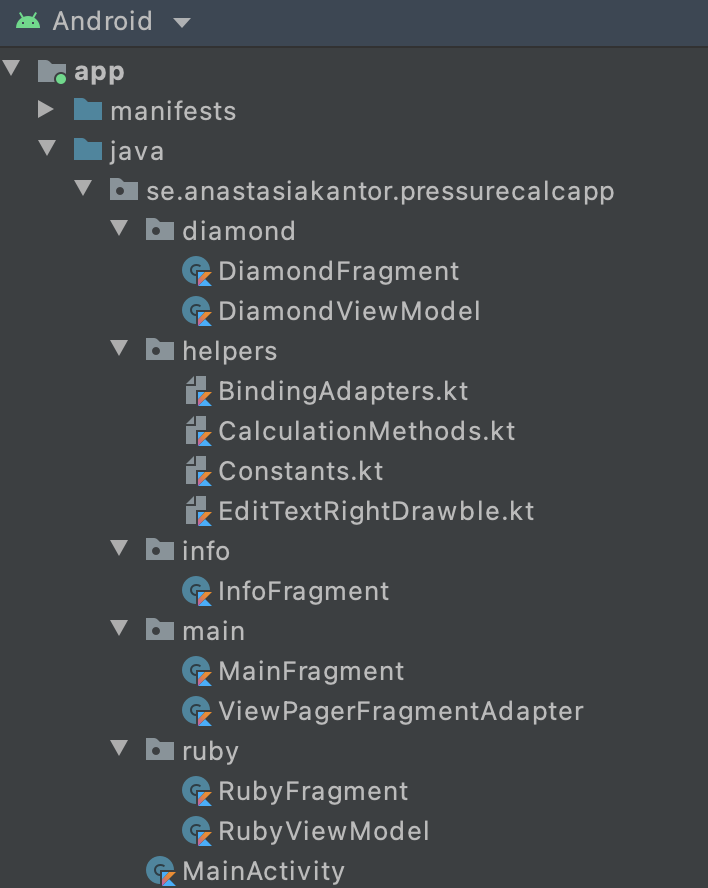 Android
app
manifests
java
se.anastasiakantor.pressurecalcapp
diamond
DiamondFragment
DiamondViewModel
helpers
BindingAdapters.kt
CalculationMethods.kt
Constants.kt
EditTextRightDrawble.kt
info
InfoFragment
main
MainFragment
ViewPagerFragmentAdapter
ruby
RubyFragment
RubyViewModel
MainActivity